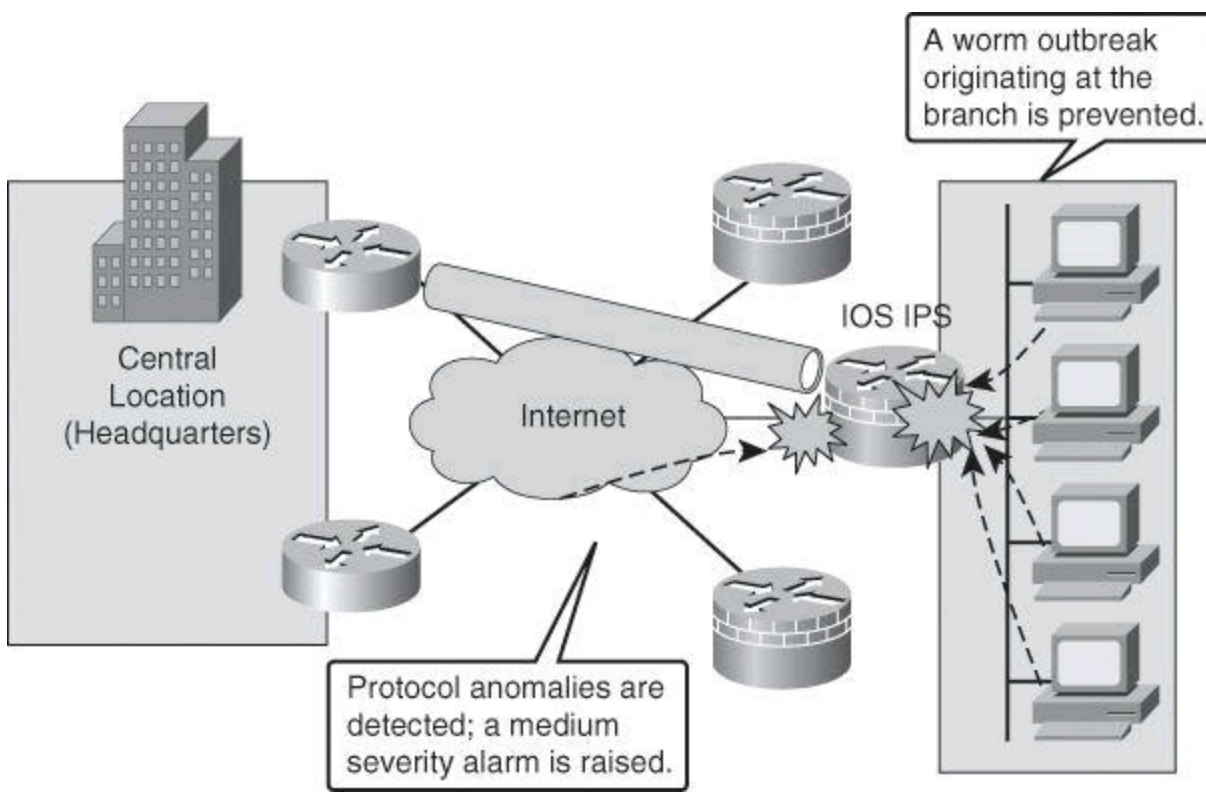 A worm outbreak
originating at the
branch is prevented.
IOS IPS
Central
Location
(Headquarters)
Internet
Protocol anomalies are
detected; a medium
severity alarm is raised.